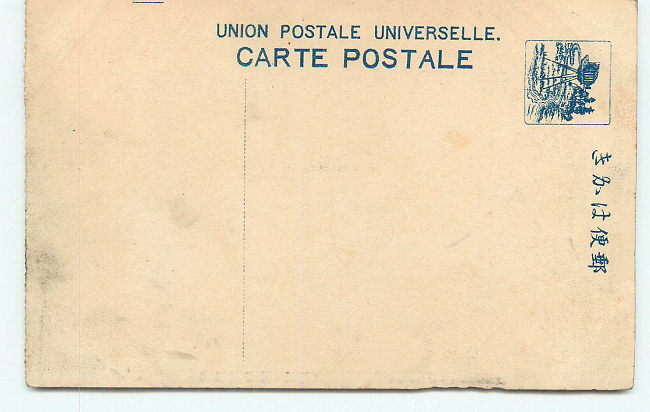 UNION POSTALE UNIVERSELLE.
CARTE POSTALE
郵便はかき